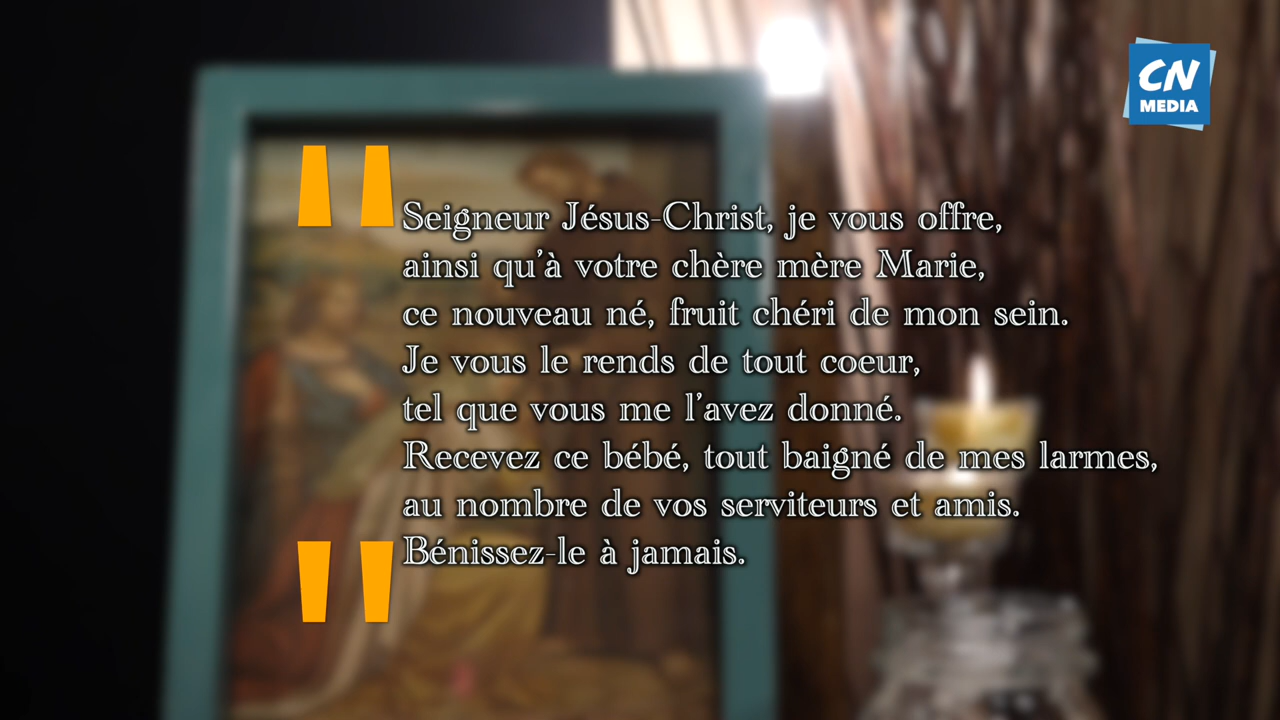 CN
MEDIA
"
Seigneur Jésus-Christ, je vous offre,
ainsi qu'à votre chère mère Marie,
ce nouveau né, fruit chéri de mon sein.
Je vous le rends de tout coeur,
tel que vous me l'avez donné.
Recevez ce bébé, tout baigné de mes larmes,
au nombre de vos serviteurs et amis.
Bénissez-le à jamais.
"